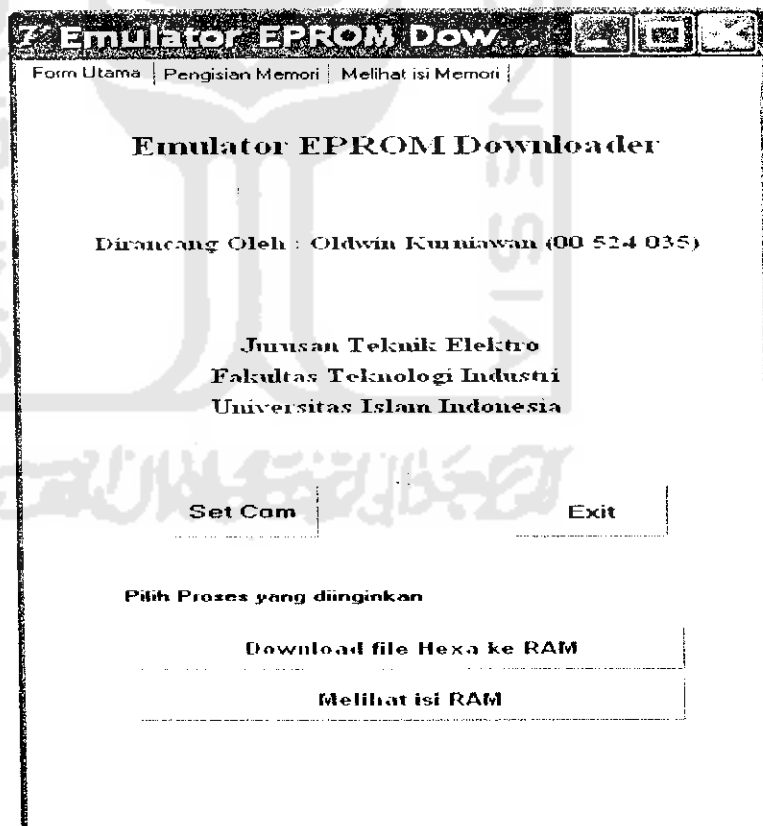 Emulator EPROM Dow...
Form Utama Pengisian Memori Melihat isi Memori
Emulator EPROM Downloader
Dirancang Oleh : Oldwin Kurniawan (00 524 035)
Jurusan Teknik Elektro
Fakultas Teknologi Industri
Universitas Islam Indonesia
Set Com Exit
Pilih Proses yang diinginkan
Download file Hexa ke RAM
Melihat isi RAM